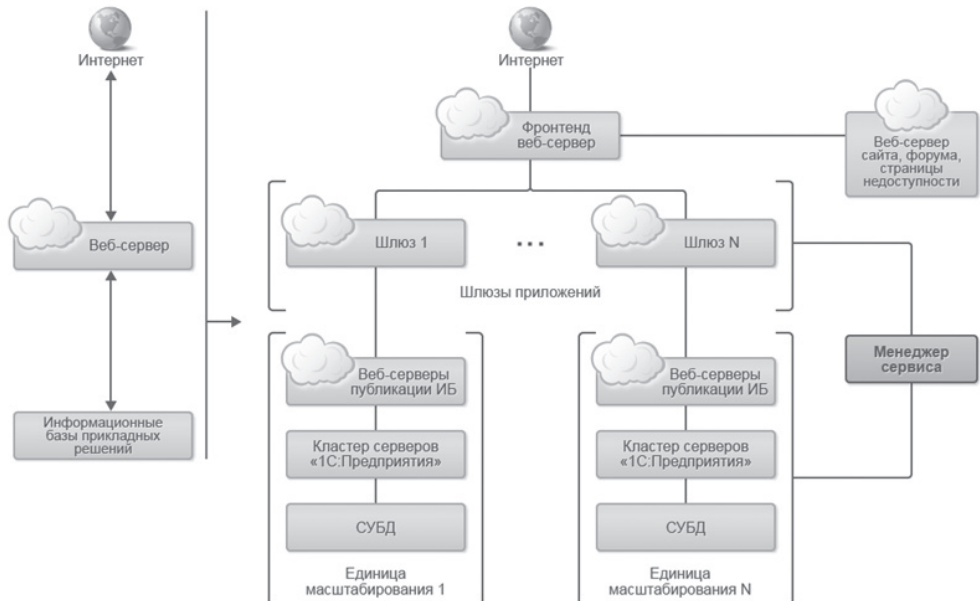 Интернет
Веб-сервер
Информационные
базы прикладных
решений
Интернет
Фронтенд
веб-сервер
Веб-сервер
сайта, форума,
страницы
недоступности
Шлюз 1
...
Шлюз N
Шлюзы приложений
Менеджер
сервиса
Веб-серверы
публикации ИБ
Кластер серверов
«1С:Предприятия»
СУБД
Единица
масштабирования 1
Веб-серверы
публикации ИБ
Кластер серверов
«1С:Предприятия»
СУБД
Единица
масштабирования N